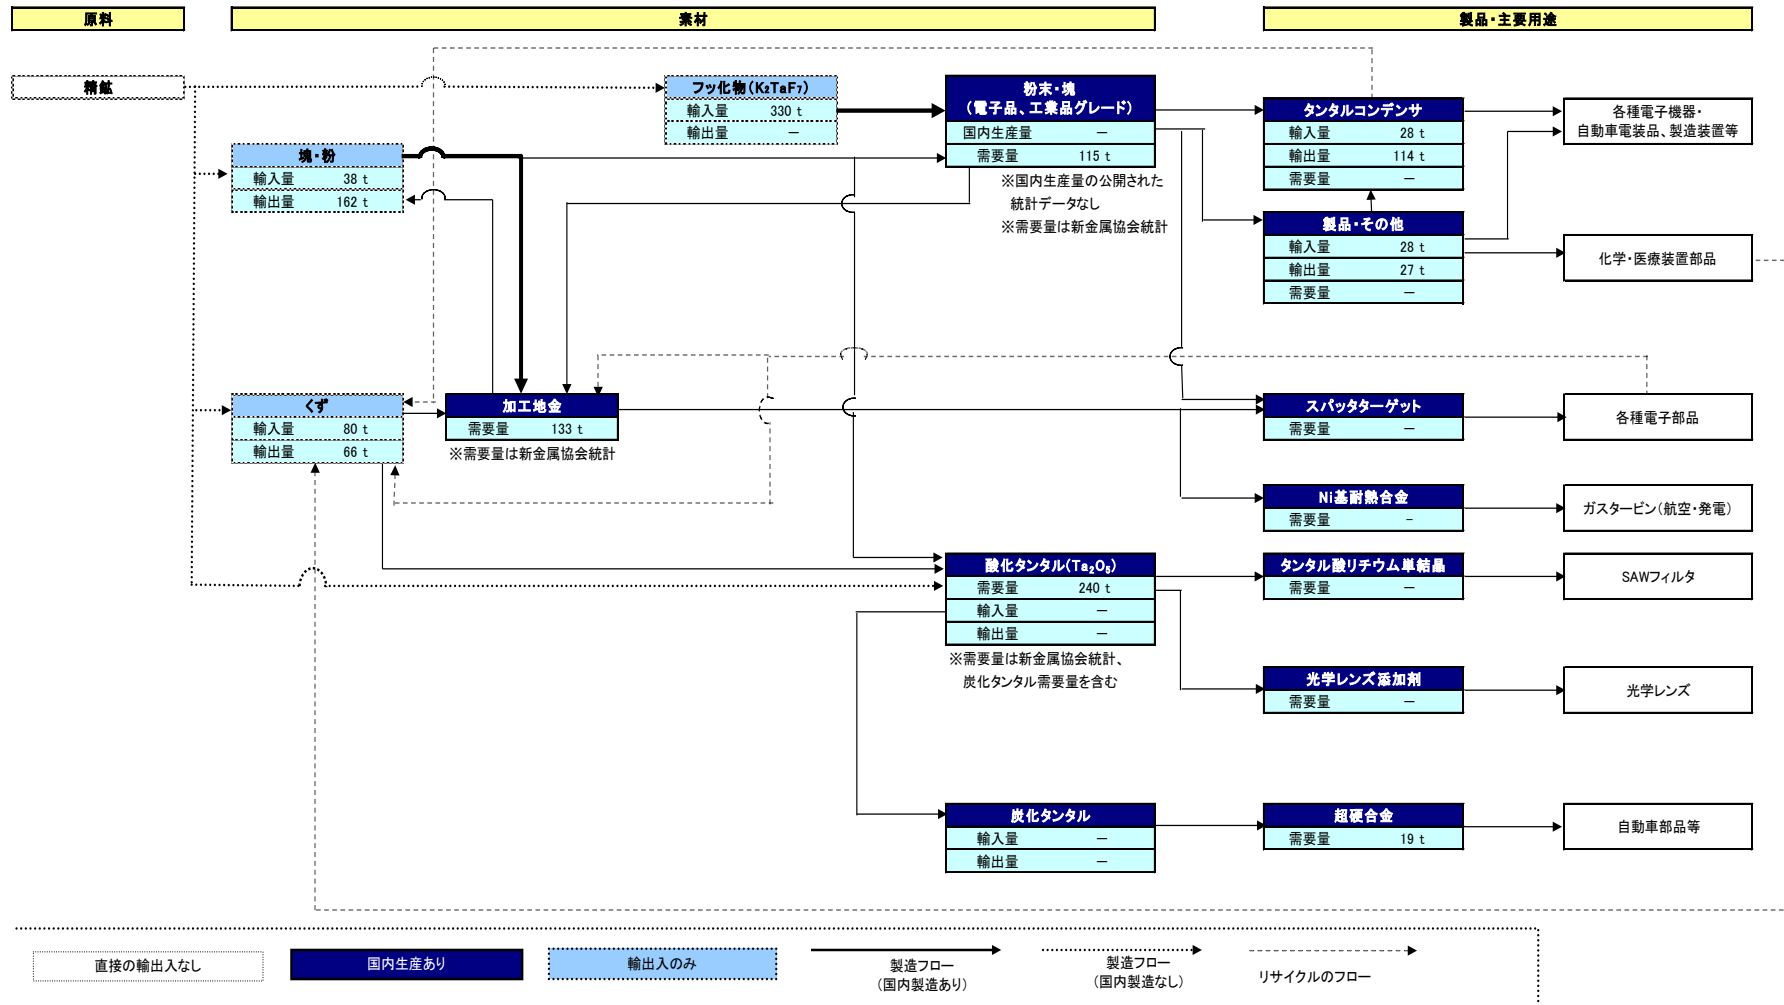 原料
素材
製品・主要用途
精鉱
フッ化物(K₂TaF₇)
輸入量 330 t
輸出量 －
塊・粉
輸入量 38 t
輸出量 162 t
粉末・塊
(電子品、工業品グレード)
国内生産量 －
需要量 115 t
※国内生産量の公開された
統計データなし
※需要量は新金属協会統計
タンタルコンデンサ
輸入量 28 t
輸出量 114 t
需要量 －
各種電子機器・
自動車電装品、製造装置等
製品・その他
輸入量 28 t
輸出量 27 t
需要量 －
化学・医療装置部品
くず
輸入量 80 t
輸出量 66 t
加工地金
需要量 133 t
※需要量は新金属協会統計
スパッタターゲット
需要量 －
各種電子部品
Ni基耐熱合金
需要量 -
ガスタービン(航空・発電)
酸化タンタル(Ta₂O₅)
需要量 240 t
輸入量 －
輸出量 －
※需要量は新金属協会統計、
炭化タンタル需要量を含む
タンタル酸リチウム単結晶
需要量 －
SAWフィルタ
光学レンズ添加剤
需要量 －
光学レンズ
炭化タンタル
輸入量 －
輸出量 －
超硬合金
需要量 19 t
自動車部品等
直接の輸出入なし
国内生産あり
輸出入のみ
製造フロー
(国内製造あり)
製造フロー
(国内製造なし)
リサイクルのフロー